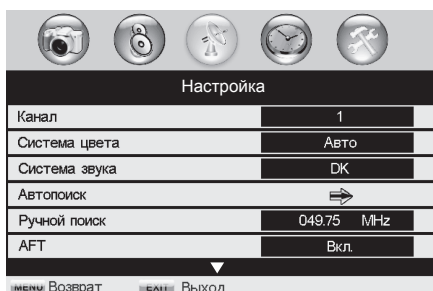 Настройка
Канал 1
Система цвета Авто
Система звука DK
Автопоиск
Ручной поиск 049.75 MHz
AFT Вкл.
MENU Возврат EXIT Выход